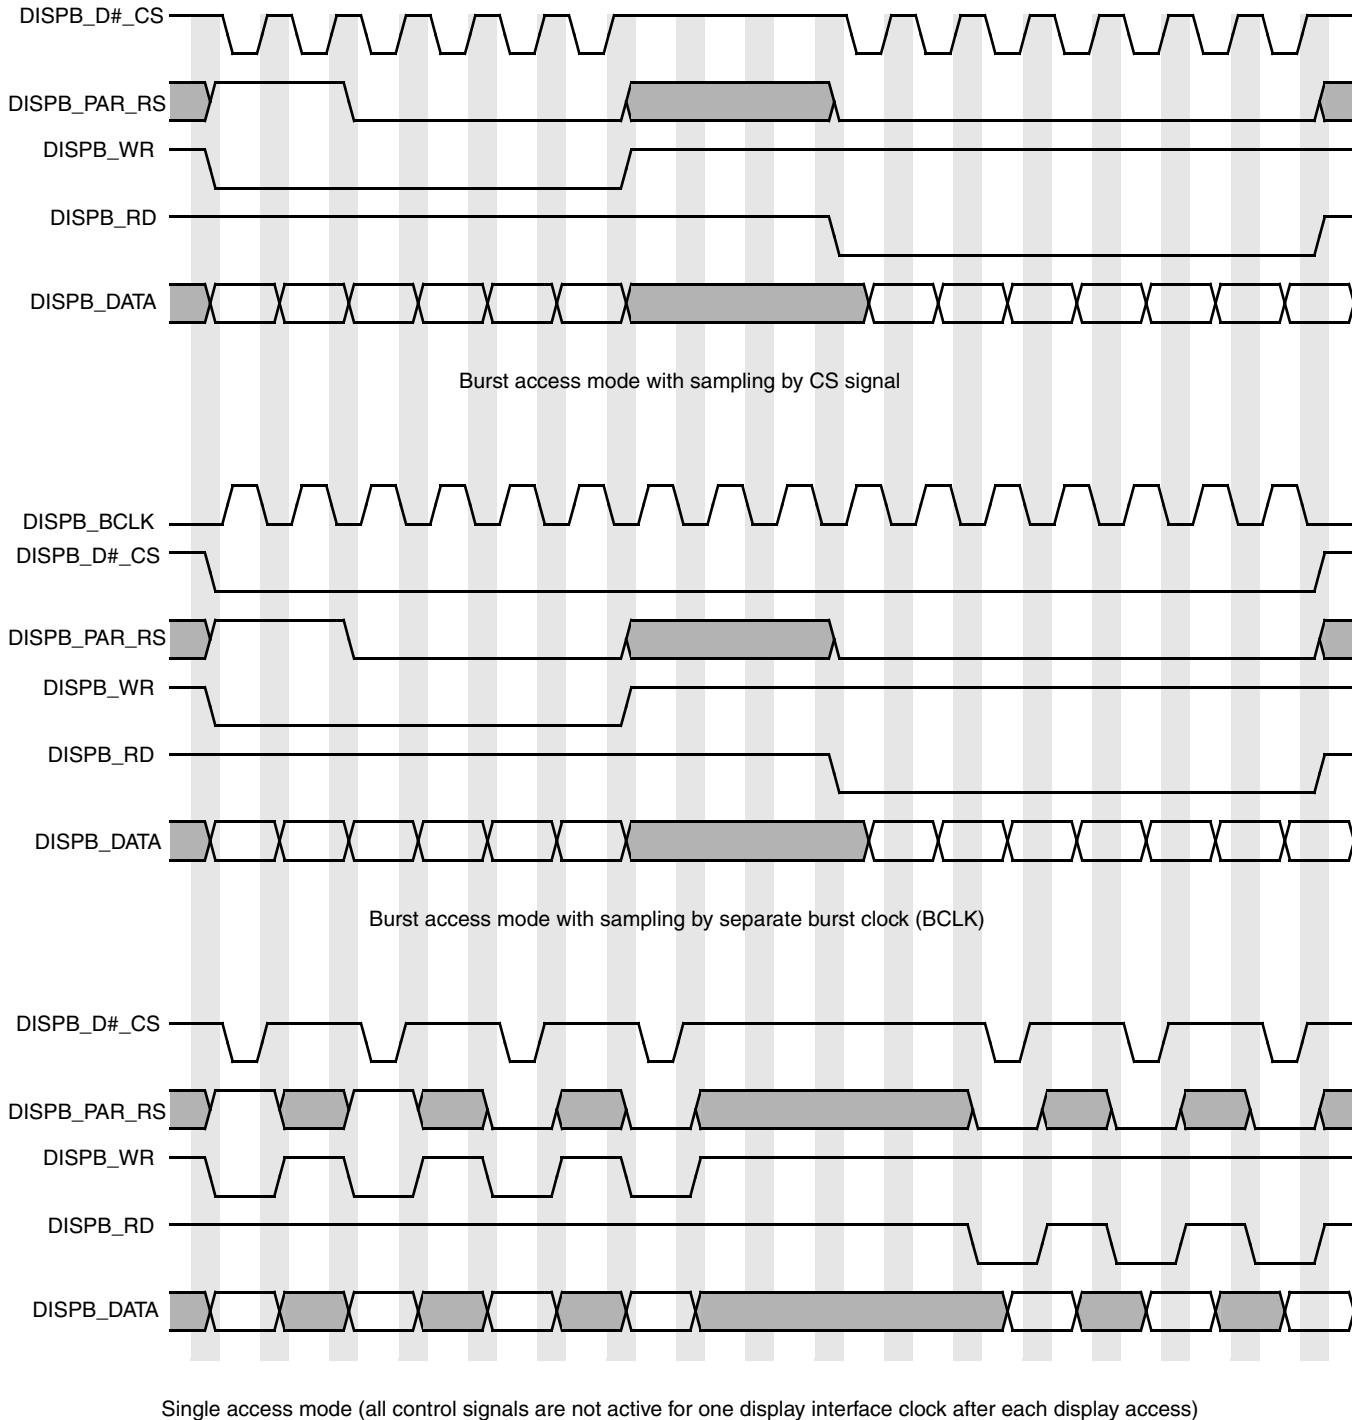 DISPB_D#_CS
DISPB_PAR_RS
DISPB_WR
DISPB_RD
DISPB_DATA
Burst access mode with sampling by CS signal
DISPB_BCLK
DISPB_D#_CS
DISPB_PAR_RS
DISPB_WR
DISPB_RD
DISPB_DATA
Burst access mode with sampling by separate burst clock (BCLK)
DISPB_D#_CS
DISPB_PAR_RS
DISPB_WR
DISPB_RD
DISPB_DATA
Single access mode (all control signals are not active for one display interface clock after each display access)